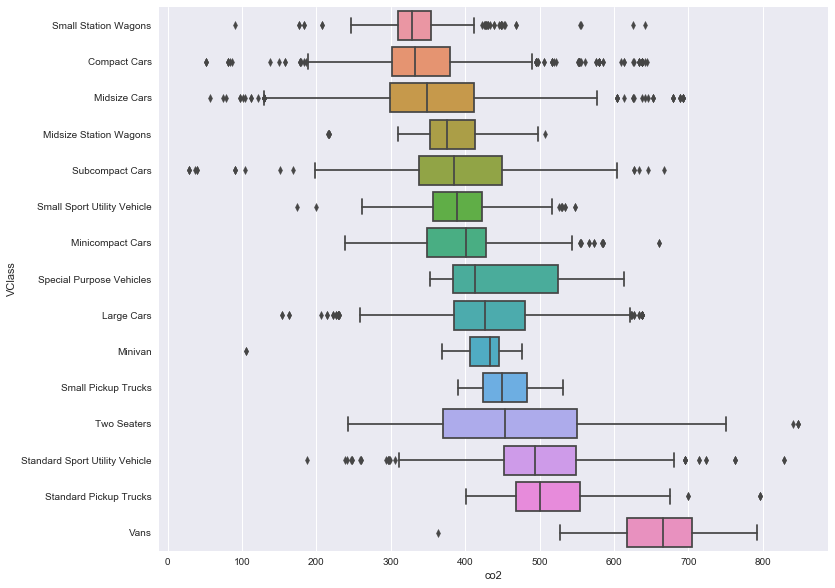 Small Station Wagons
Compact Cars
Midsize Cars
Midsize Station Wagons
Subcompact Cars
Small Sport Utility Vehicle
Minicompact Cars
Special Purpose Vehicles
Large Cars
Minivan
Small Pickup Trucks
Two Seaters
Standard Sport Utility Vehicle
Standard Pickup Trucks
Vans
VClass
0 100 200 300 400 500 600 700 800
co2